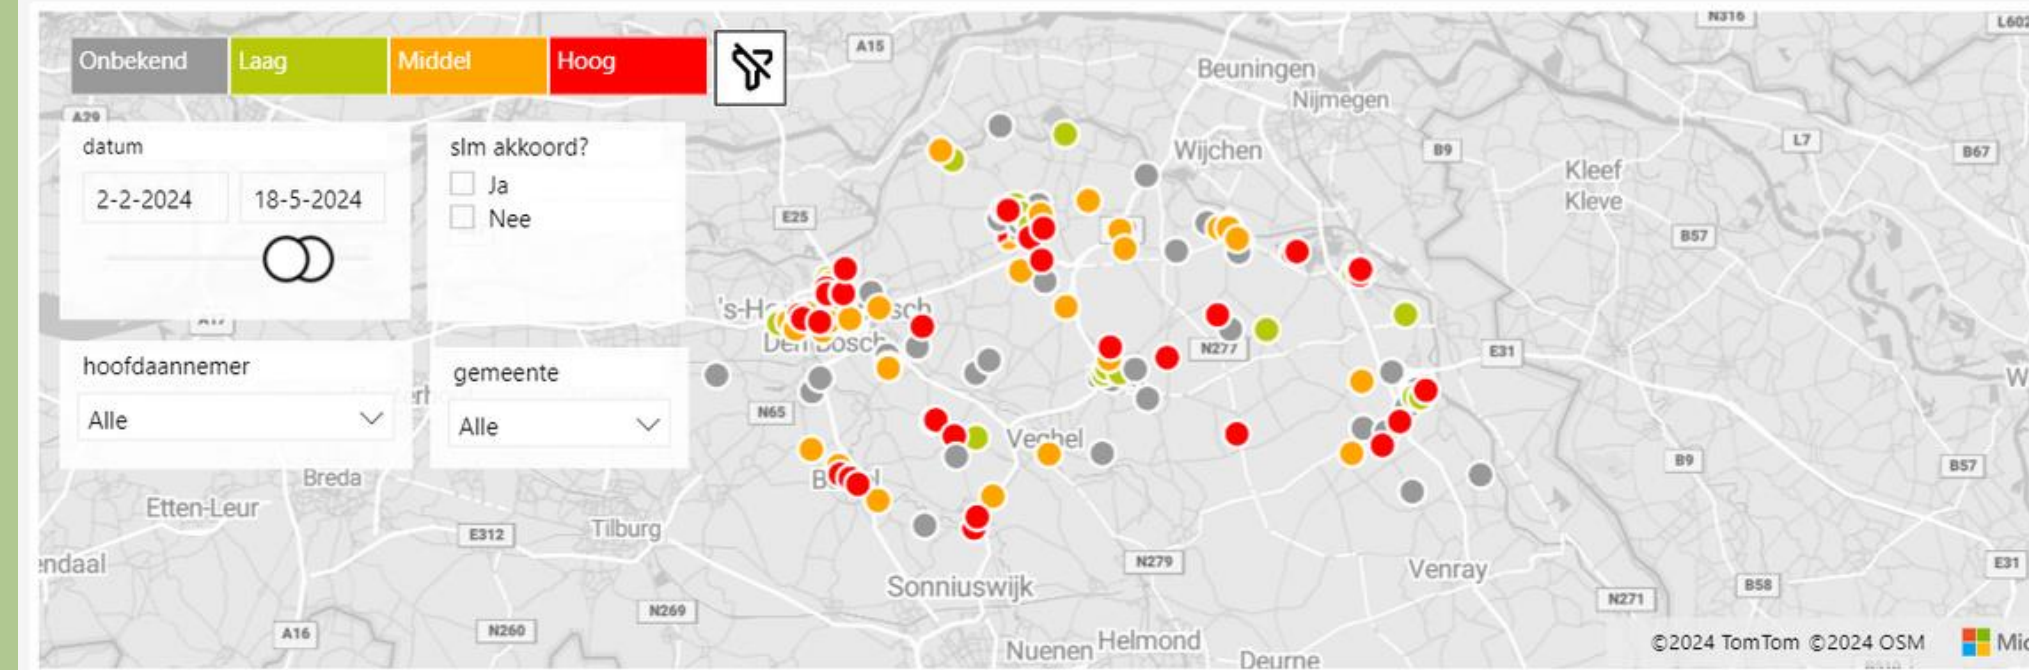 Onbekend Laag Middel Hoog
datum
2-2-2024 18-5-2024
slm akkoord?
Ja
Nee
hoofdaannemer
Alle
gemeente
Alle
N316
A15
Beuningen
Nijmegen
A29
L7
B9
B67
Wijchen
Kleef
Kleve
E25
B57
Den Bosch
N277
E31
N65
Veghel
B9
B57
Breda
Etten-Leur
E312
Tilburg
N279
Venray
E31
Sonniuswijk
B58
N271
N269
A16
N260
Nuenen Helmond
Deurne
©2024 TomTom ©2024 OSM